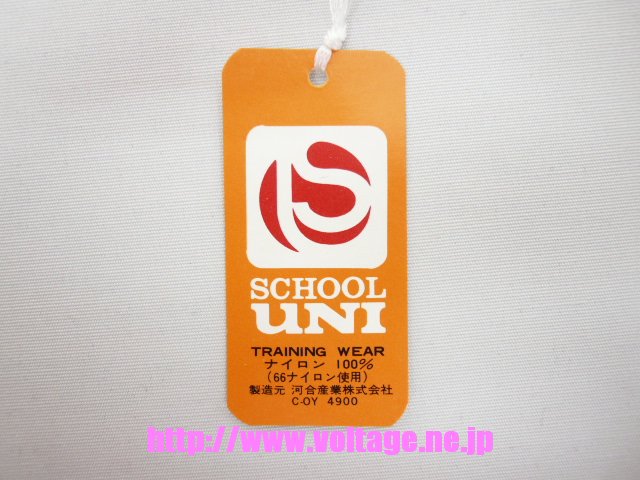 SCHOOL
UNI
TRAINING WEAR
ナイロン 100%
(66ナイロン使用)
製造元 河合産業株式会社
C-OY 4900
http://www.voltage.ne.jp